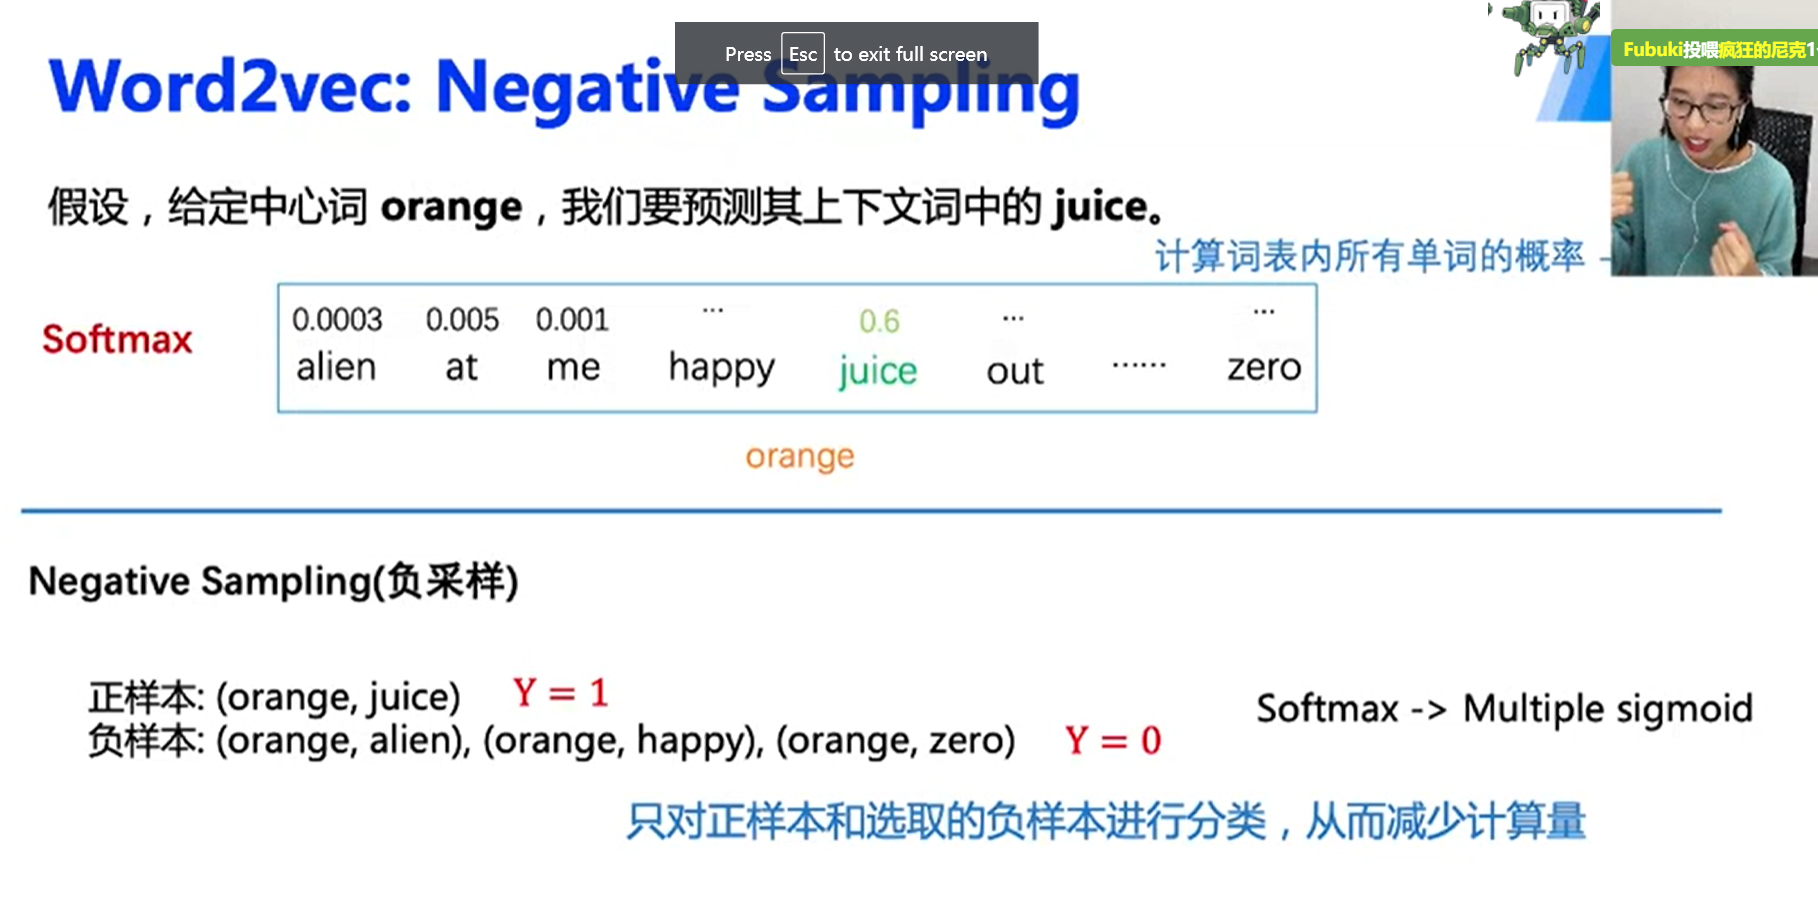 Press Esc to exit full screen
Word2vec: Negative Sampling
Fubuki投喂疯狂的尼克1
假设，给定中心词 orange，我们要预测其上下文词中的 juice。
计算词表内所有单词的概率 -
Softmax
0.0003 0.005 0.001 ... 0.6 ... ...
alien at me happy juice out ...... zero
orange
Negative Sampling(负采样)
正样本: (orange, juice) Y = 1
负样本: (orange, alien), (orange, happy), (orange, zero) Y = 0
Softmax -> Multiple sigmoid
只对正样本和选取的负样本进行分类，从而减少计算量